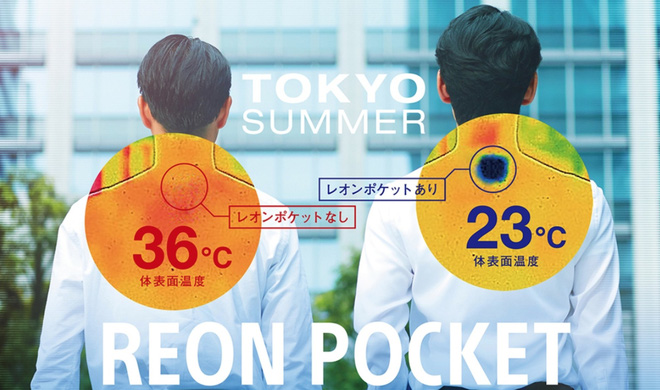 TOKYO
SUMMER
レオンポケットあり
レオンポケットなし
36°C
体表面温度
23°C
体表面温度
REON POCKET